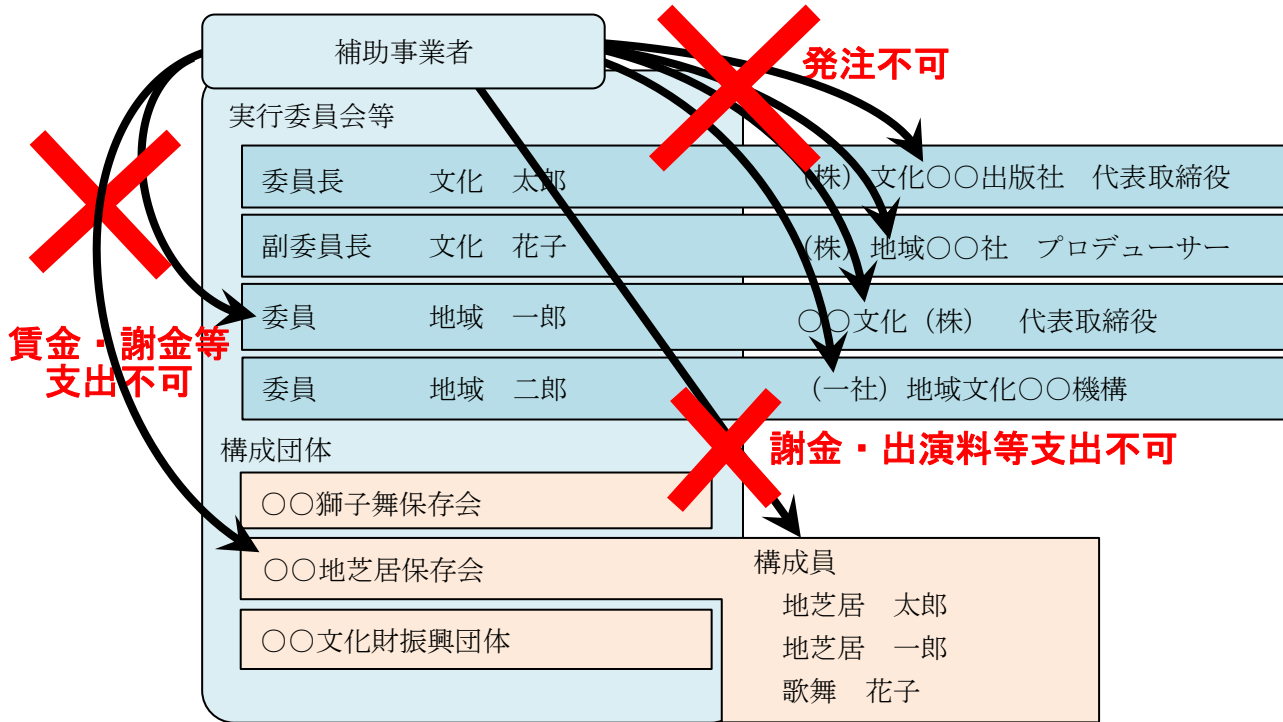 補助事業者
発注不可
実行委員会等
委員長　　文化　太郎　　（株）文化○○出版社　代表取締役
副委員長　　文化　花子　　（株）地域○○社　プロデューサー
委員　　地域　一郎　　○○文化（株）　代表取締役
委員　　地域　二郎　　（一社）地域文化○○機構
賃金・謝金等
支出不可
謝金・出演料等支出不可
構成団体
○○獅子舞保存会
○○地芝居保存会
○○文化財振興団体
構成員
地芝居　太郎
地芝居　一郎
歌舞　花子